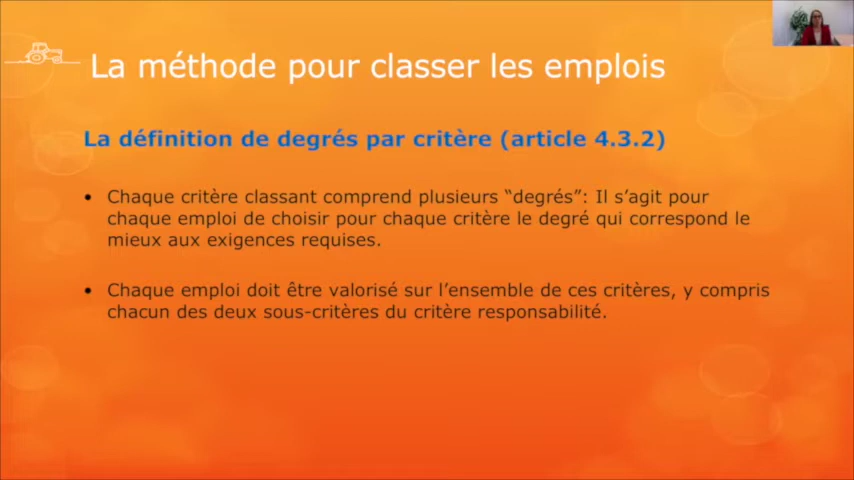 La méthode pour classer les emplois
La définition de degrés par critère (article 4.3.2)
• Chaque critère classant comprend plusieurs “degrés”: Il s’agit pour
chaque emploi de choisir pour chaque critère le degré qui correspond le
mieux aux exigences requises.
• Chaque emploi doit être valorisé sur l’ensemble de ces critères, y compris
chacun des deux sous-critères du critère responsabilité.